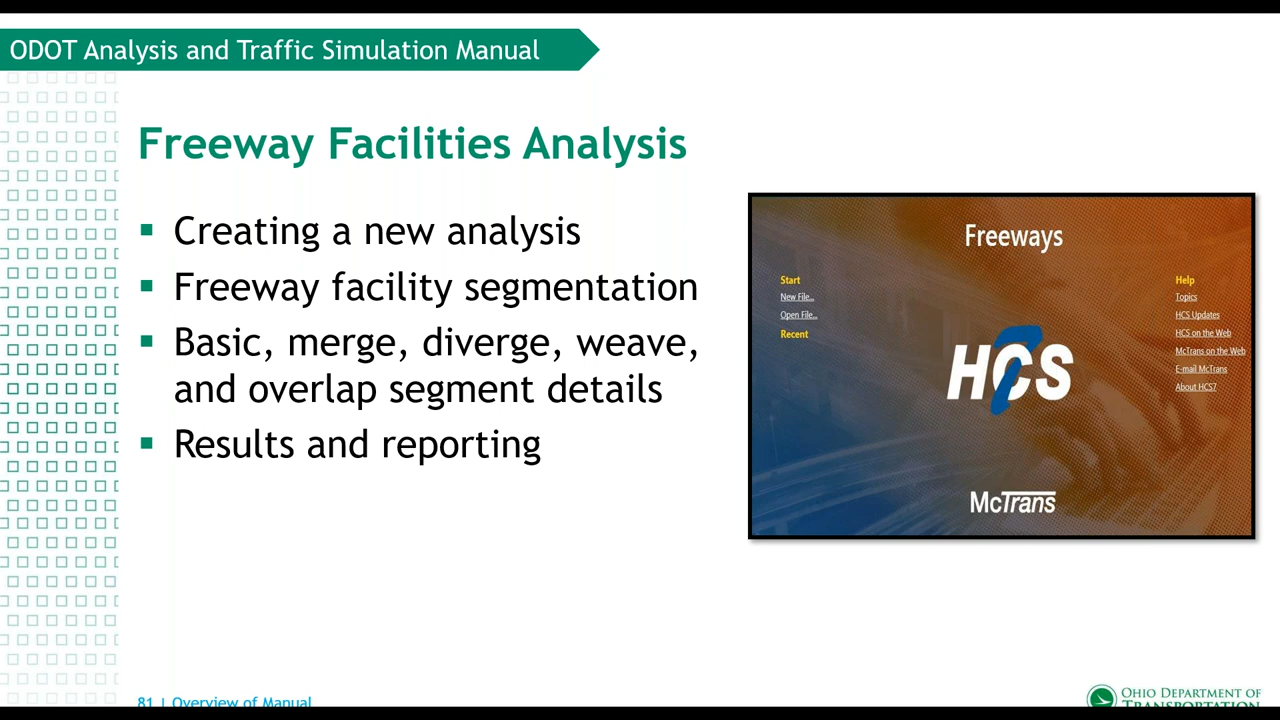 ODOT Analysis and Traffic Simulation Manual
Freeway Facilities Analysis
Creating a new analysis
Freeway facility segmentation
Basic, merge, diverge, weave,
and overlap segment details
Results and reporting
Freeways
Start
New File...
Open File...
Recent
Help
Topics
HCS Updates
HCS on the Web
McTrans on the Web
E-mail McTrans
About HCS7
HCS
7
McTrans
81 | Overview of Manual
OHIO DEPARTMENT OF
TRANSPORTATION